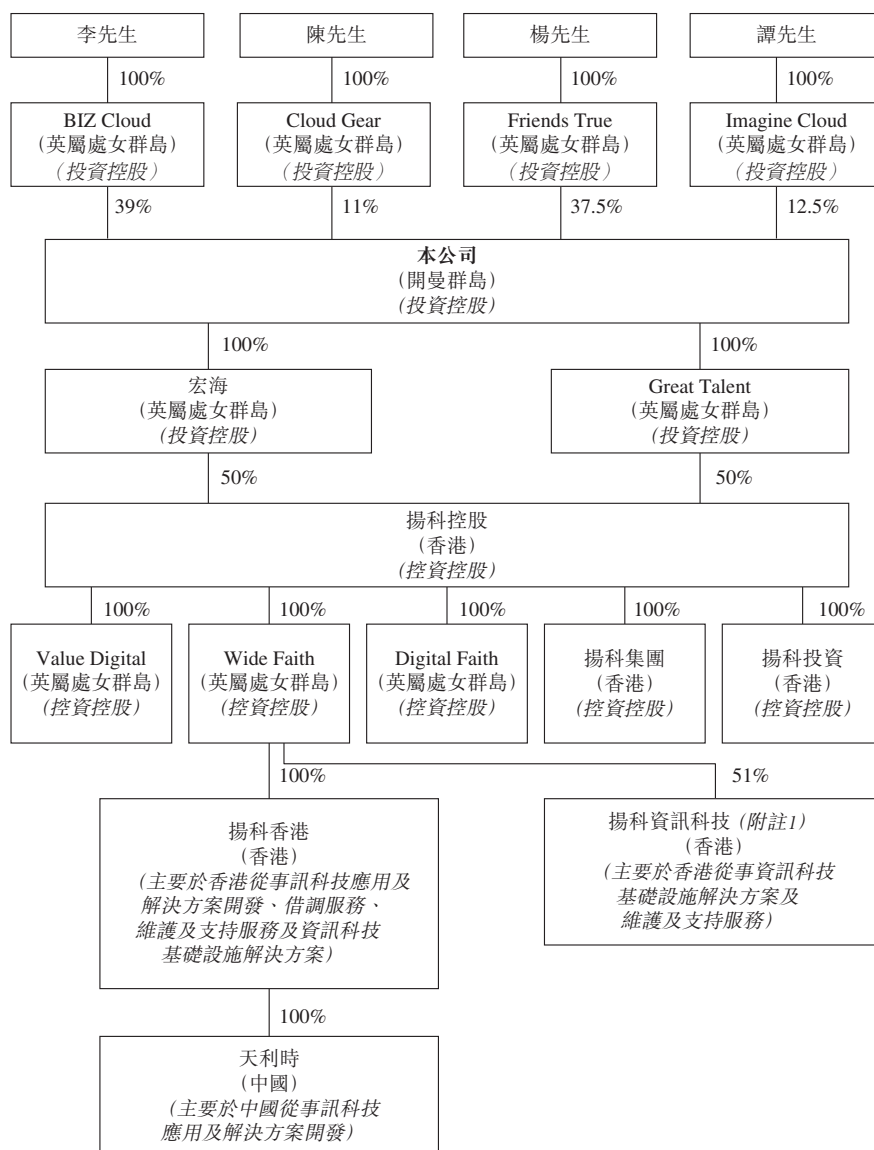 李先生
陳先生
楊先生
譚先生
100%
100%
100%
100%
BIZ Cloud
(英屬處女群島)
(投資控股)
Cloud Gear
(英屬處女群島)
(投資控股)
Friends True
(英屬處女群島)
(投資控股)
Imagine Cloud
(英屬處女群島)
(投資控股)
39%
11%
37.5%
12.5%
本公司
(開曼群島)
(投資控股)
100%
100%
宏海
(英屬處女群島)
(投資控股)
Great Talent
(英屬處女群島)
(投資控股)
50%
50%
揚科控股
(香港)
(控資控股)
100%
100%
100%
100%
100%
Value Digital
(英屬處女群島)
(控資控股)
Wide Faith
(英屬處女群島)
(控資控股)
Digital Faith
(英屬處女群島)
(控資控股)
揚科集團
(香港)
(控資控股)
揚科投資
(香港)
(控資控股)
100%
51%
揚科香港
(香港)
(主要於香港從事訊科技應用及
解決方案開發、借調服務、
維護及支持服務及資訊科技
基礎設施解決方案)
揚科資訊科技 (附註1)
(香港)
(主要於香港從事資訊科技
基礎設施解決方案及
維護及支持服務)
100%
天利時
(中國)
(主要於中國從事訊科技
應用及解決方案開發)